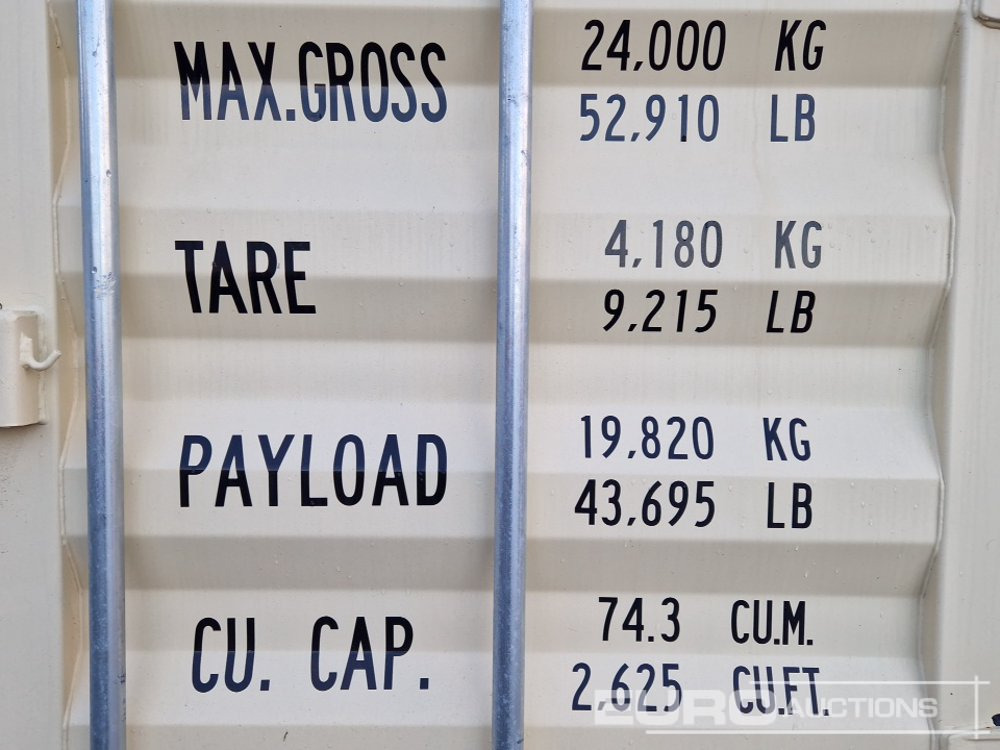 MAX.GROSS 24,000 KG
52,910 LB
TARE 4,180 KG
9,215 LB
PAYLOAD 19,820 KG
43,695 LB
CU. CAP. 74.3 CU.M.
2,625 CU.FT.
EURO AUCTIONS